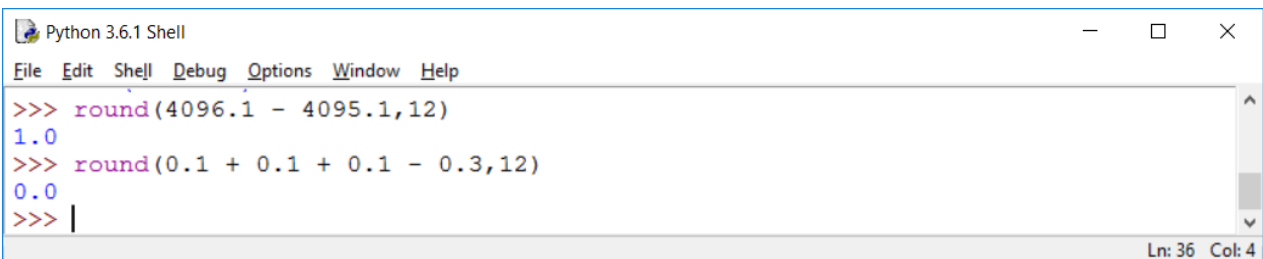 Python 3.6.1 Shell
File Edit Shell Debug Options Window Help
>>> round(4096.1 - 4095.1,12)
1.0
>>> round(0.1 + 0.1 + 0.1 - 0.3,12)
0.0
>>>
Ln: 36 Col: 4